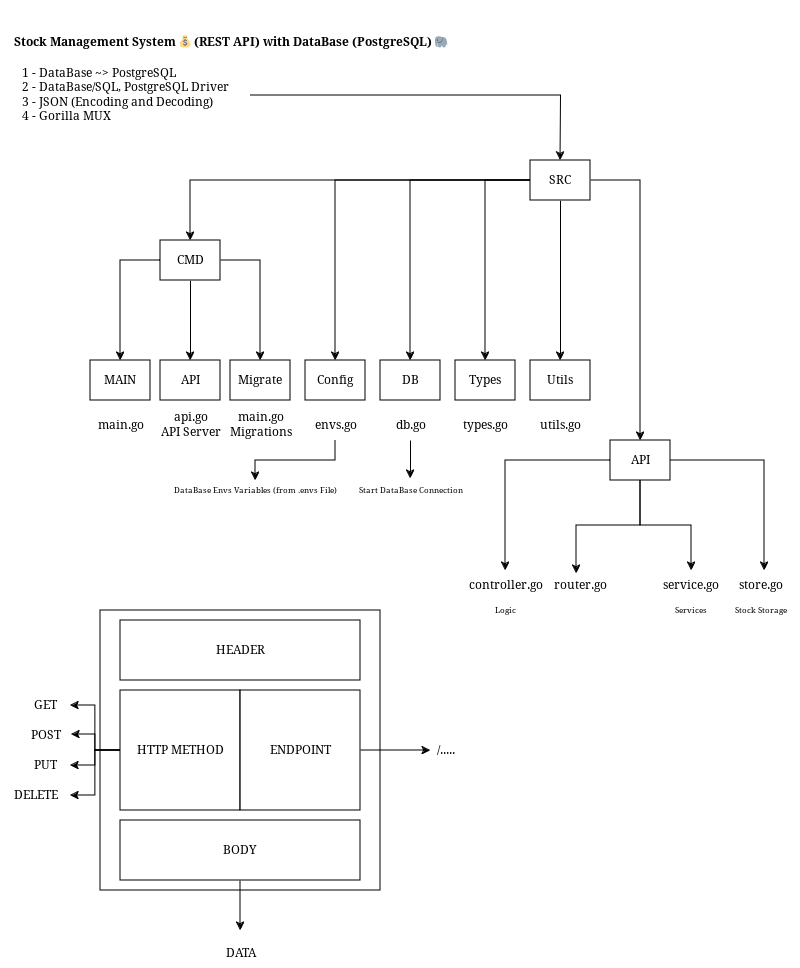 Stock Management System 💰 (REST API) with DataBase (PostgreSQL) 🐘
1 - DataBase ~> PostgreSQL
2 - DataBase/SQL, PostgreSQL Driver
3 - JSON (Encoding and Decoding)
4 - Gorilla MUX
SRC
CMD
MAIN
API
Migrate
Config
DB
Types
Utils
main.go
api.go
API Server
main.go
Migrations
envs.go
db.go
types.go
utils.go
DataBase Envs Variables (from .envs File)
Start DataBase Connection
API
controller.go
router.go
service.go
store.go
Logic
Services
Stock Storage
HEADER
GET
POST
PUT
DELETE
HTTP METHOD
ENDPOINT
/.....
BODY
DATA